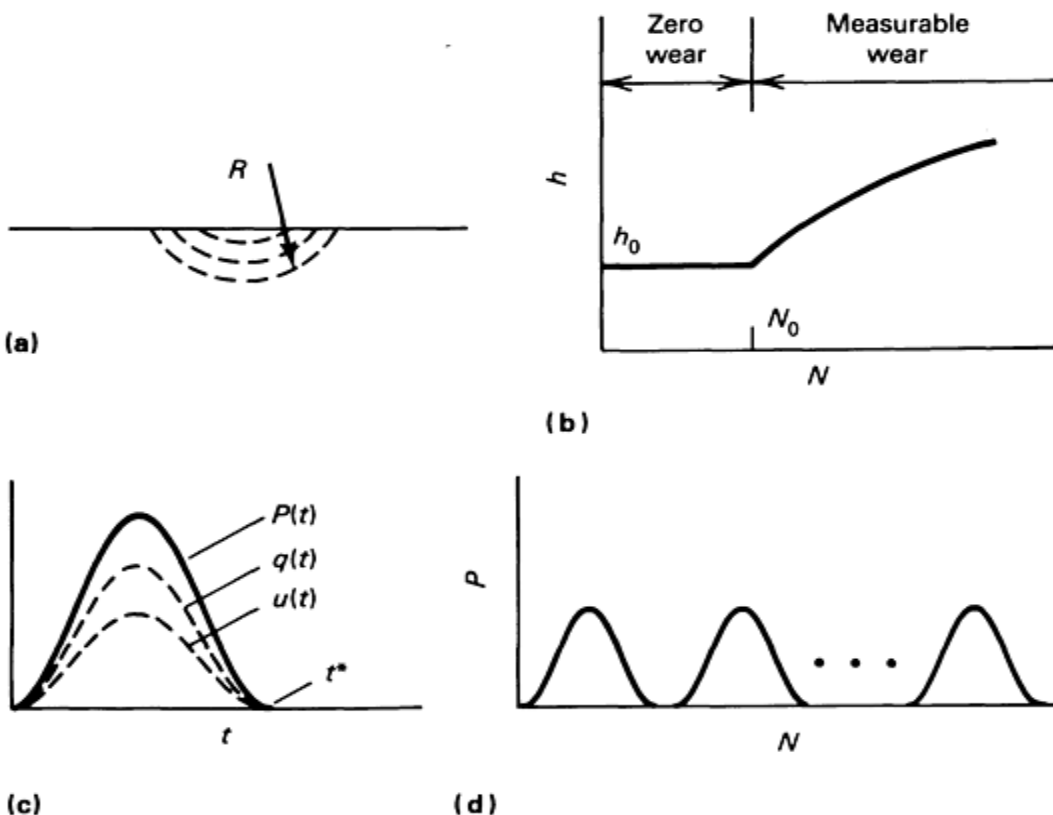 R
(a)
Zero wear
Measurable wear
h
h₀
N₀
N
(b)
P(t)
q(t)
u(t)
t*
t
(c)
P
N
(d)